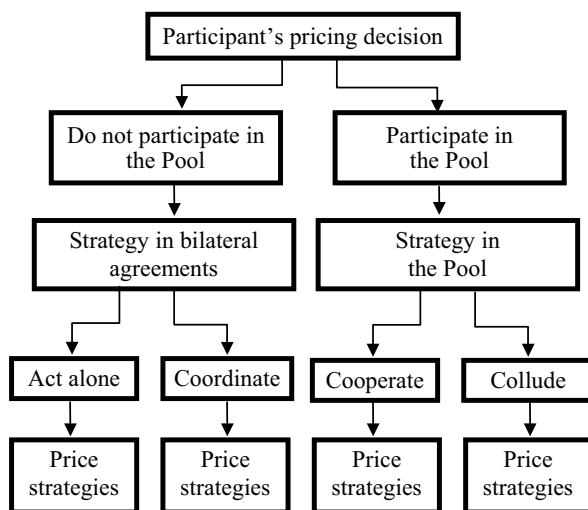 Participant's pricing decision
Do not participate in
the Pool
Participate in
the Pool
Strategy in bilateral
agreements
Strategy in
the Pool
Act alone
Coordinate
Cooperate
Collude
Price
strategies
Price
strategies
Price
strategies
Price
strategies